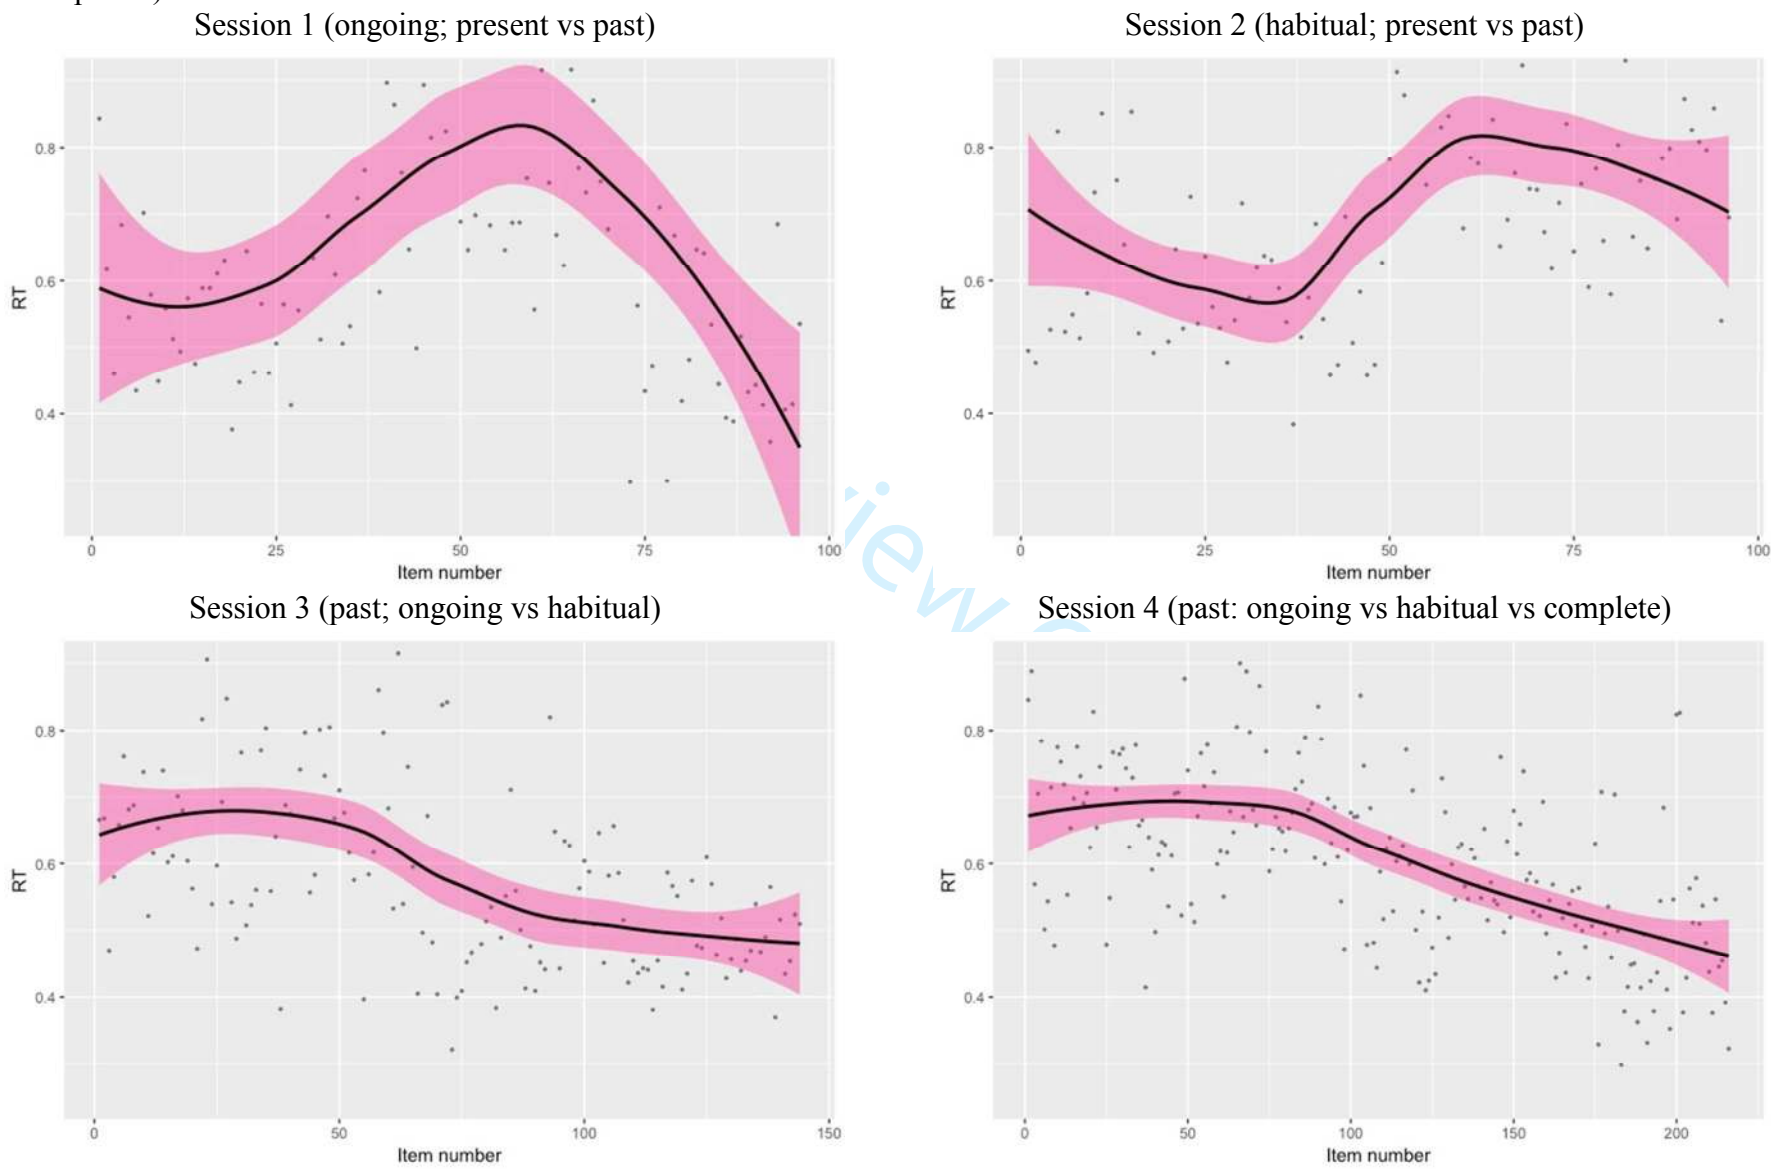 Session 1 (ongoing; present vs past)
Session 2 (habitual; present vs past)
0.8
0.6
0.4
RT
0 25 50 75 100
Item number
0.8
0.6
0.4
RT
0 25 50 75 100
Item number
Session 3 (past; ongoing vs habitual)
Session 4 (past: ongoing vs habitual vs complete)
0.8
0.6
0.4
RT
0 50 100 150
Item number
0.8
0.6
0.4
RT
0 50 100 150 200
Item number